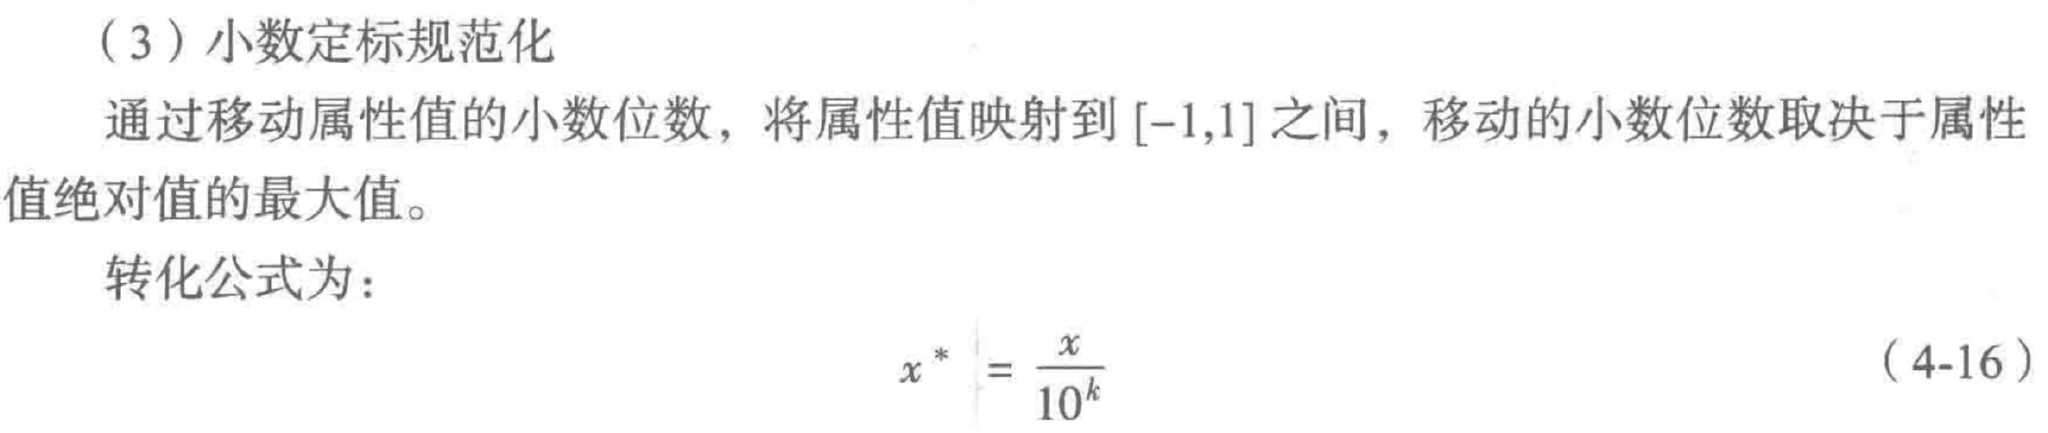 （3）小数定标规范化
通过移动属性值的小数位数，将属性值映射到 [−1,1] 之间，移动的小数位数取决于属性
值绝对值的最大值。
转化公式为：
x* = x/10^k （4-16）